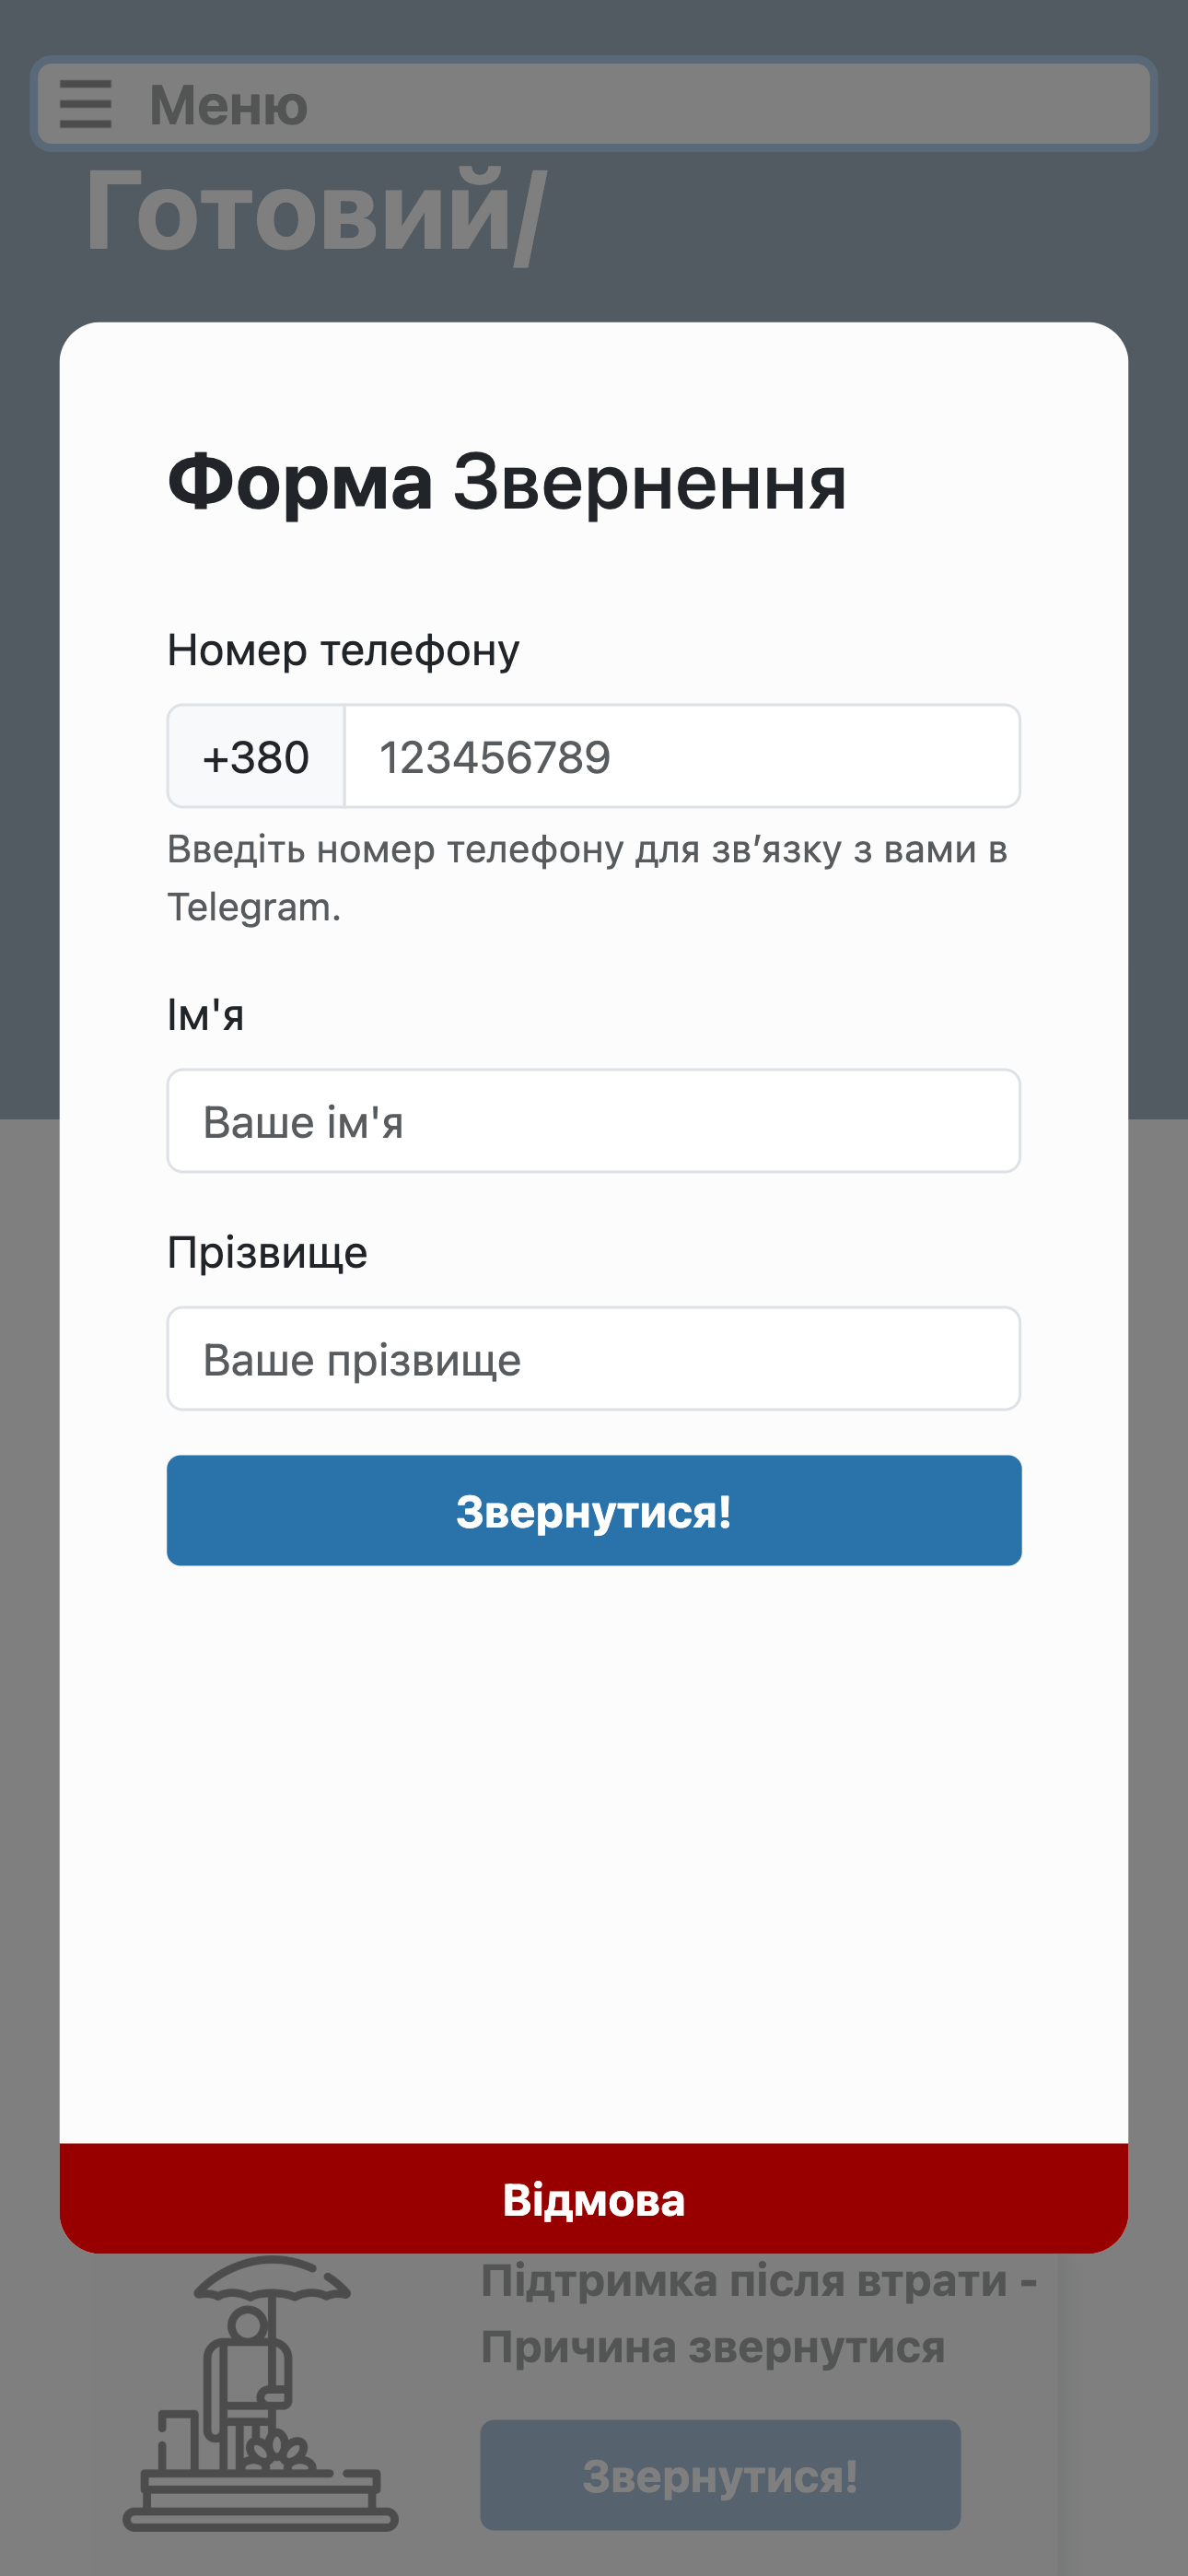 Меню
Готовий/
Форма Звернення
Номер телефону
+380 123456789
Введіть номер телефону для зв’язку з вами в
Telegram.
Ім'я
Ваше ім'я
Прізвище
Ваше прізвище
Звернутися!
Відмова
Підтримка після втрати -
Причина звернутися
Звернутися!